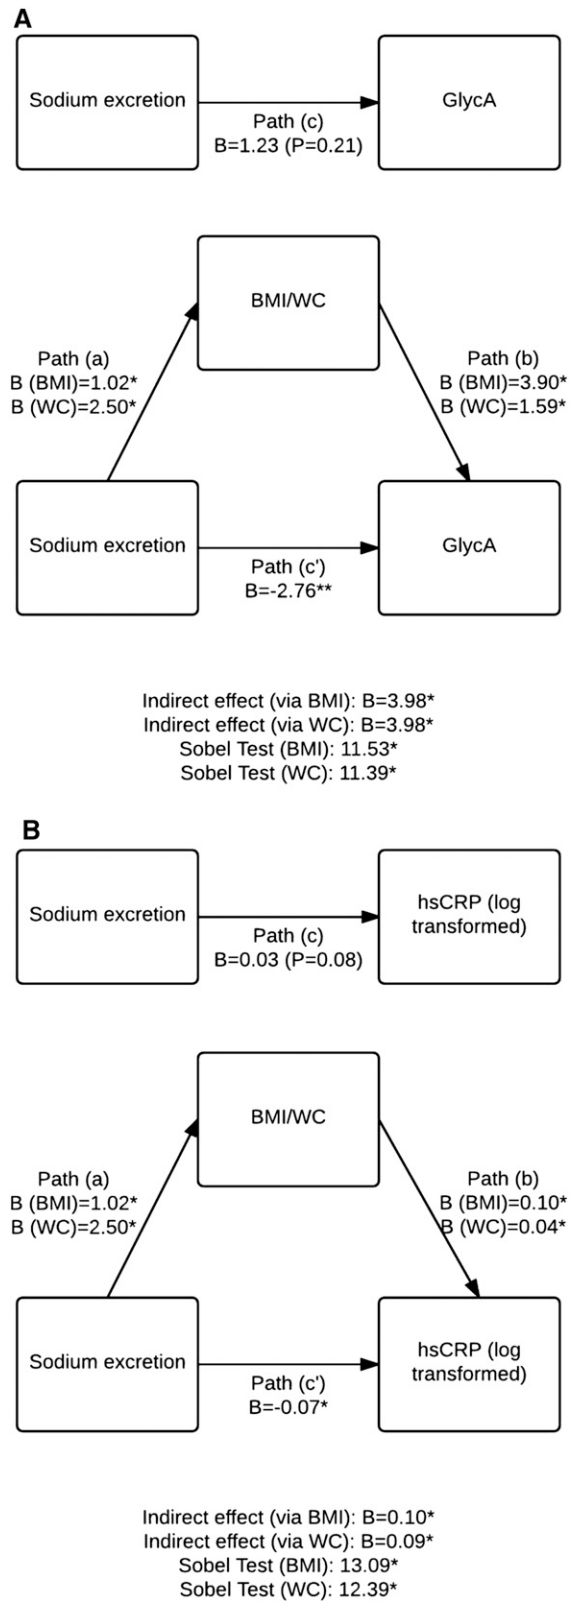 A
Sodium excretion
GlycA
Path (c)
B=1.23 (P=0.21)
BMI/WC
Path (a)
B (BMI)=1.02*
B (WC)=2.50*
Path (b)
B (BMI)=3.90*
B (WC)=1.59*
Sodium excretion
GlycA
Path (c')
B=-2.76**
Indirect effect (via BMI): B=3.98*
Indirect effect (via WC): B=3.98*
Sobel Test (BMI): 11.53*
Sobel Test (WC): 11.39*
B
Sodium excretion
hsCRP (log
transformed)
Path (c)
B=0.03 (P=0.08)
BMI/WC
Path (a)
B (BMI)=1.02*
B (WC)=2.50*
Path (b)
B (BMI)=0.10*
B (WC)=0.04*
Sodium excretion
hsCRP (log
transformed)
Path (c')
B=-0.07*
Indirect effect (via BMI): B=0.10*
Indirect effect (via WC): B=0.09*
Sobel Test (BMI): 13.09*
Sobel Test (WC): 12.39*